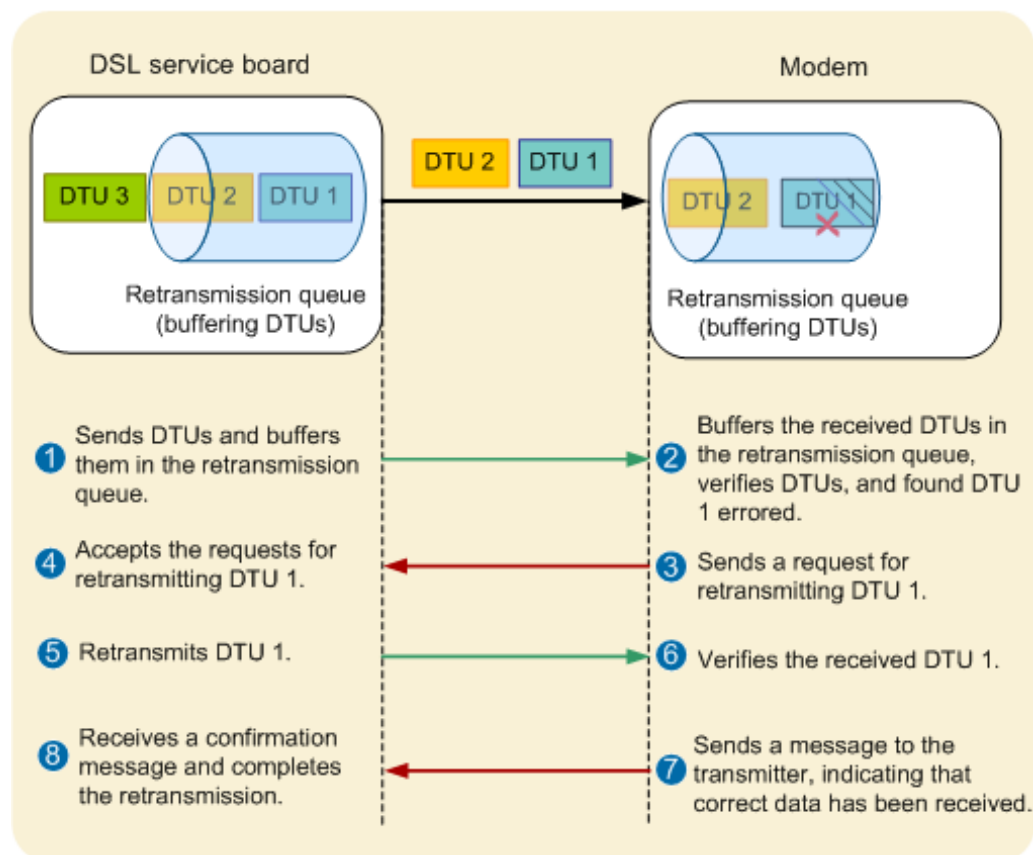 DSL service board
Modem
DTU 2
DTU 1
DTU 3
DTU 2
DTU 1
DTU 2
DTU 1
Retransmission queue
(buffering DTUs)
Retransmission queue
(buffering DTUs)
1
Sends DTUs and buffers
them in the retransmission
queue.
2
Buffers the received DTUs in
the retransmission queue,
verifies DTUs, and found DTU
1 errored.
4
Accepts the requests for
retransmitting DTU 1.
3
Sends a request for
retransmitting DTU 1.
5
Retransmits DTU 1.
6
Verifies the received DTU 1.
8
Receives a confirmation
message and completes
the retransmission.
7
Sends a message to the
transmitter, indicating that
correct data has been received.